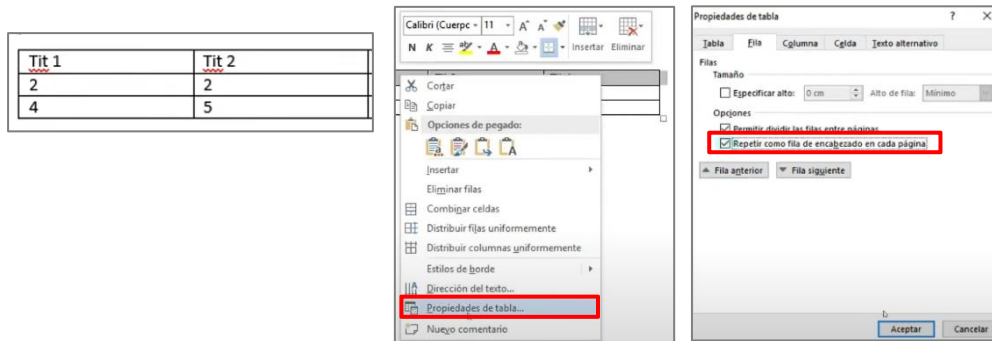 Tit 1 Tit 2
2 2
4 5
Calibri (Cuerpc 11 A A
N K A Insertar Eliminar
Cortar
Copiar
Opciones de pegado:
Insertar
Eliminar filas
Combinar celdas
Distribuir filas uniformemente
Distribuir columnas uniformemente
Estilos de borde
Dirección del texto...
Propiedades de tabla...
Nuevo comentario
Propiedades de tabla ? X
Tabla Fila Columna Celda Texto alternativo
Filas
Tamaño
Especificar alto: 0 cm Alto de fila: Mínimo
Opciones
Permitir dividir las filas entre páginas
Repetir como fila de encabezado en cada página
Fila anterior Fila siguiente
Aceptar Cancelar